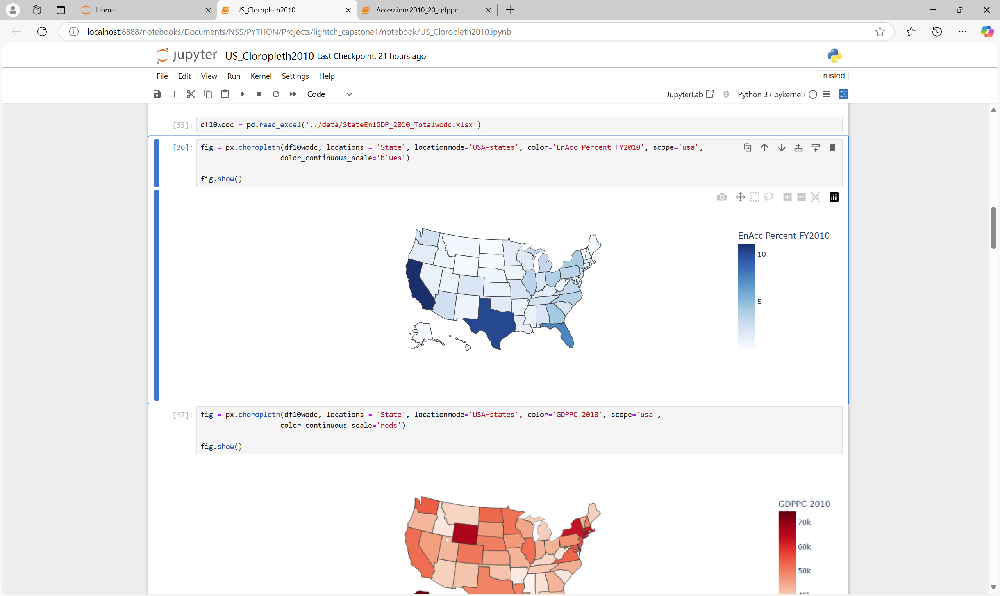 Home
US_Cloropleth2010
Accessions2010_20_gdppc
localhost:8888/notebooks/Documents/NSS/PYTHON/Projects/lightch_capstone1/notebook/US_Cloropleth2010.ipynb
jupyter US_Cloropleth2010 Last Checkpoint: 21 hours ago
File Edit View Run Kernel Settings Help
Trusted
Code
JupyterLab Python 3 (ipykernel)
[35]: df10wodc = pd.read_excel('../data/StateEnlGDP_2010_Totalwodc.xlsx')
[36]: fig = px.choropleth(df10wodc, locations = 'State', locationmode='USA-states', color='EnAcc Percent FY2010', scope='usa',
color_continuous_scale='blues')
fig.show()
EnAcc Percent FY2010
10
5
[37]: fig = px.choropleth(df10wodc, locations = 'State', locationmode='USA-states', color='GDPPC 2010', scope='usa',
color_continuous_scale='reds')
fig.show()
GDPPC 2010
70k
60k
50k